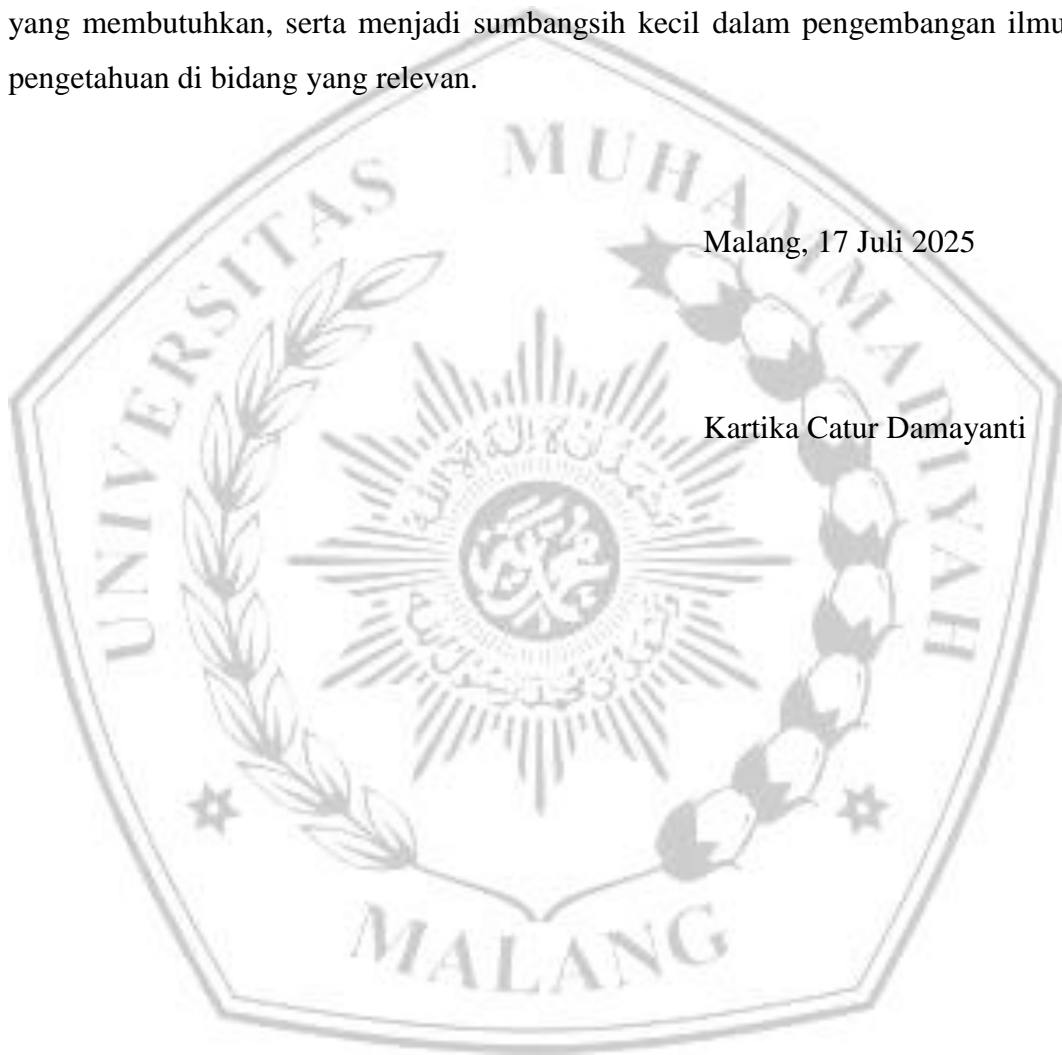 yang membutuhkan, serta menjadi sumbangsih kecil dalam pengembangan ilmu
pengetahuan di bidang yang relevan.
UNIVERSITAS MUHAMMADIYAH
Malang, 17 Juli 2025
Kartika Catur Damayanti
MALANG